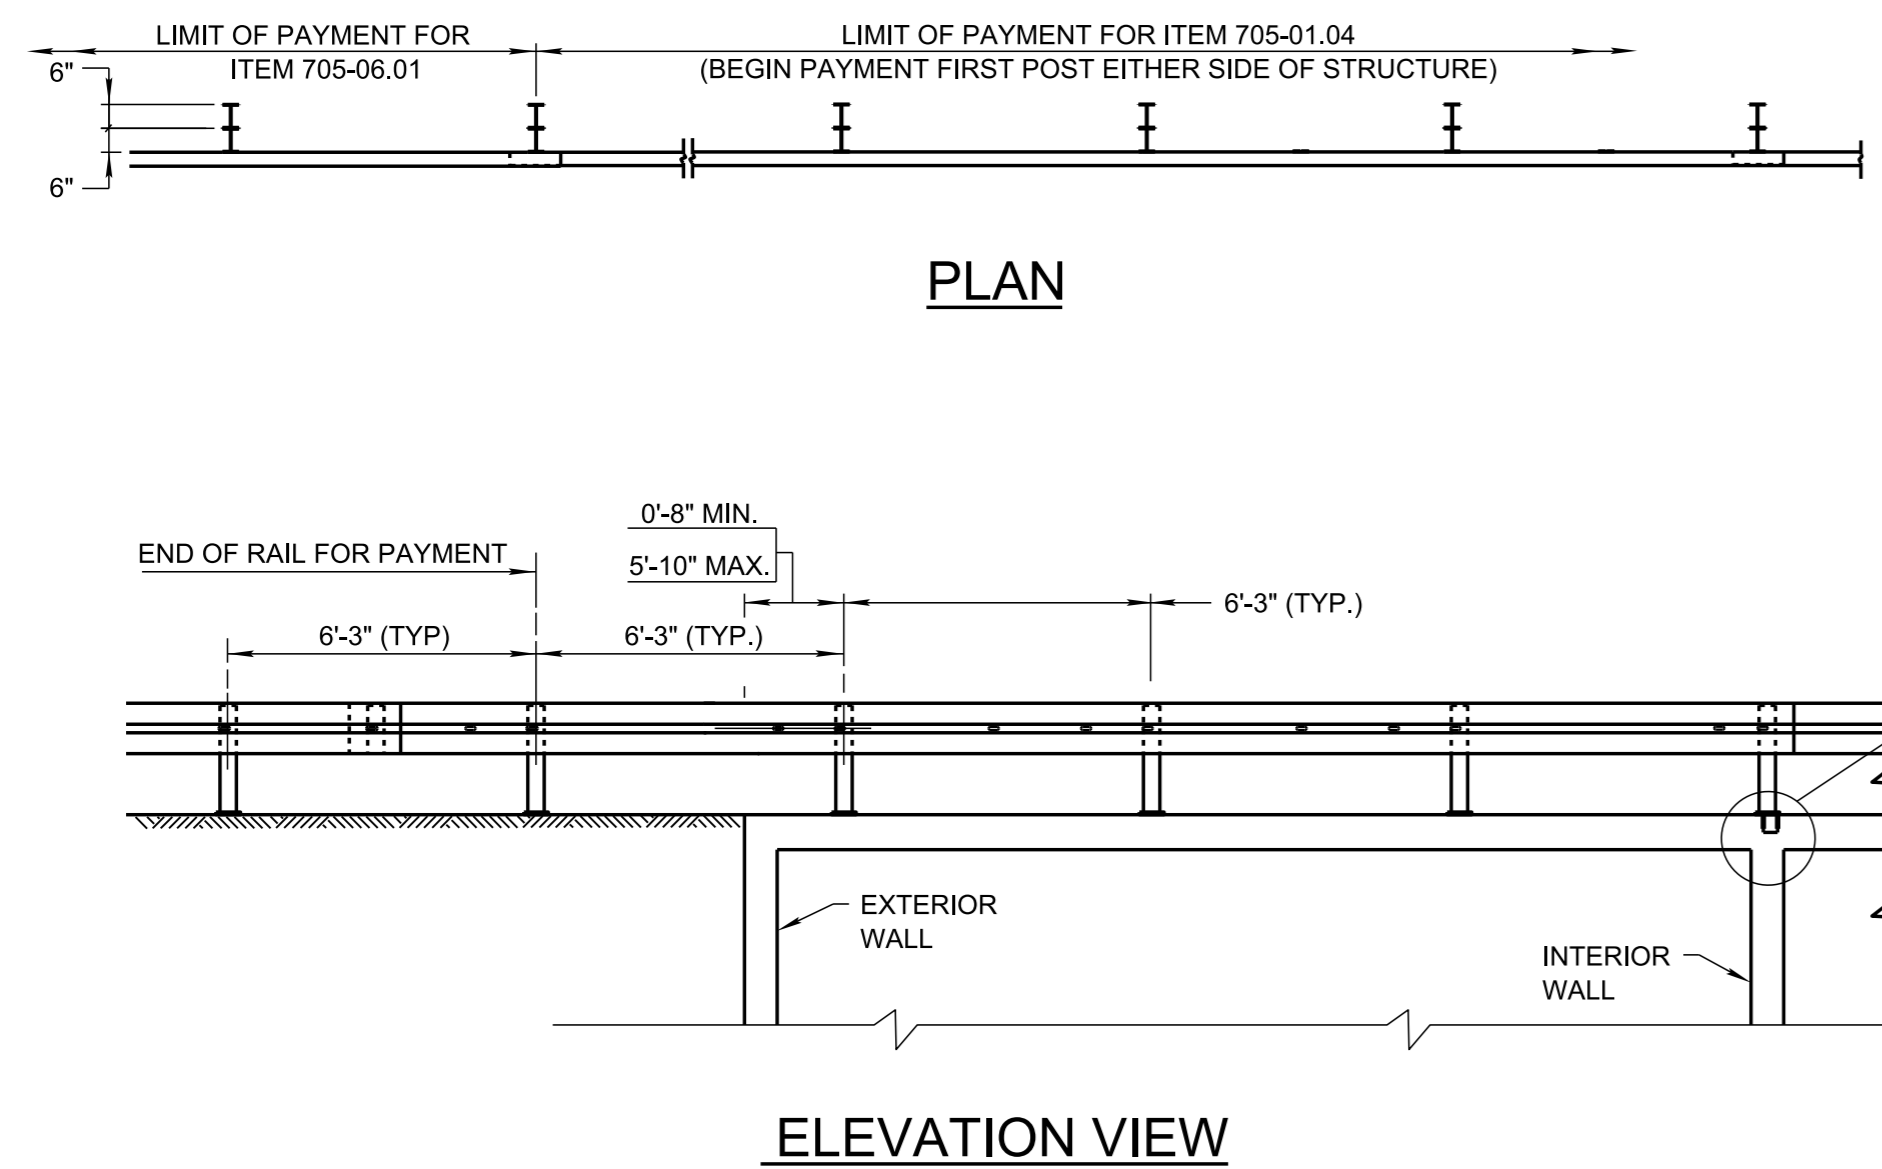 LIMIT OF PAYMENT FOR
ITEM 705-06.01
LIMIT OF PAYMENT FOR ITEM 705-01.04
(BEGIN PAYMENT FIRST POST EITHER SIDE OF STRUCTURE)
6"
6"
PLAN
0'-8" MIN.
5'-10" MAX.
END OF RAIL FOR PAYMENT
6'-3" (TYP.)
6'-3" (TYP)
6'-3" (TYP.)
EXTERIOR
WALL
INTERIOR
WALL
ELEVATION VIEW